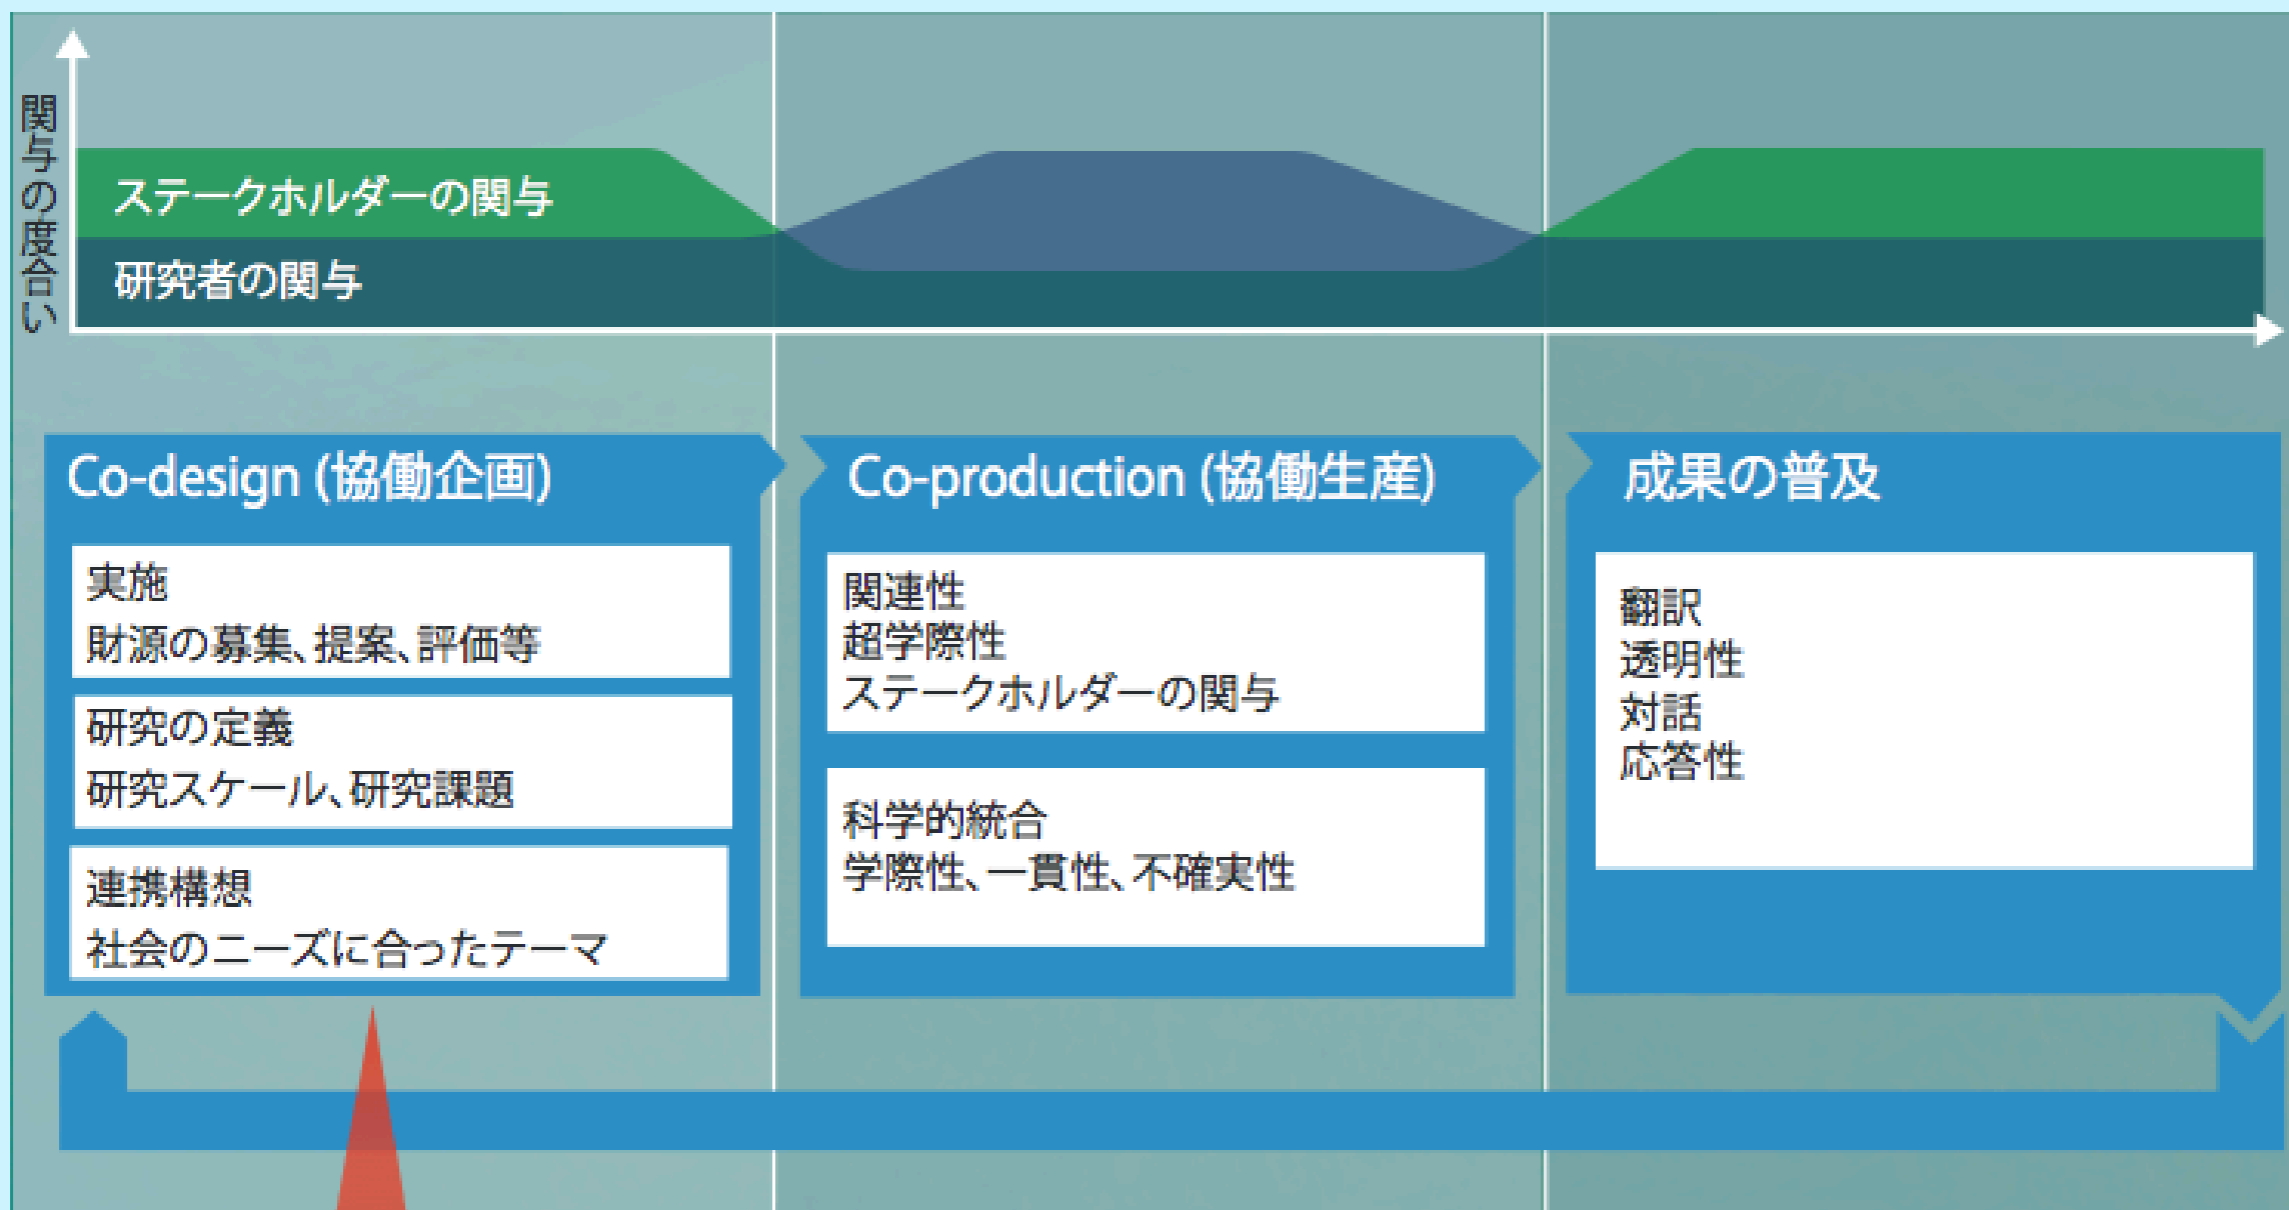 関与の度合い
ステークホルダーの関与
研究者の関与
Co-design (協働企画)
実施
財源の募集、提案、評価等
研究の定義
研究スケール、研究課題
連携構想
社会のニーズに合ったテーマ
Co-production (協働生産)
関連性
超学際性
ステークホルダーの関与
科学的統合
学際性、一貫性、不確実性
成果の普及
翻訳
透明性
対話
応答性